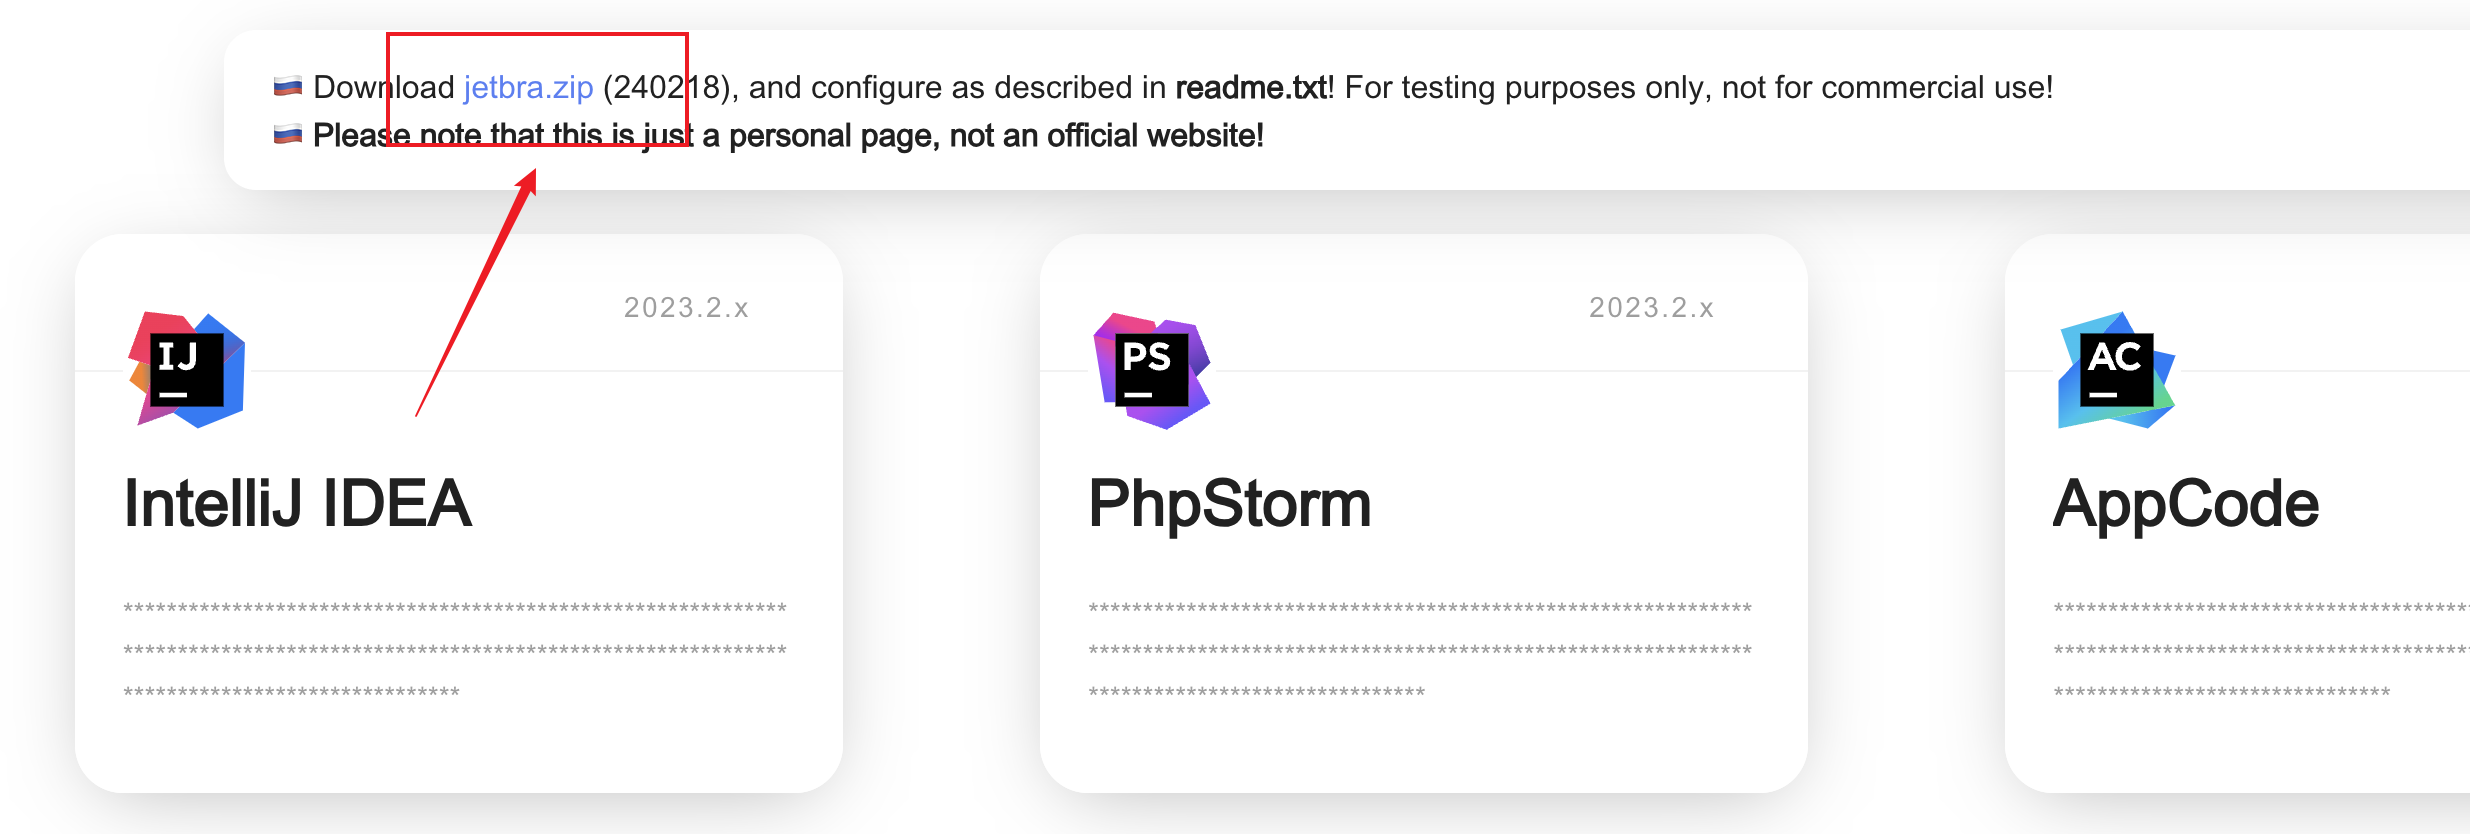 Download jetbra.zip (240218), and configure as described in readme.txt! For testing purposes only, not for commercial use!
Please note that this is just a personal page, not an official website!
2023.2.x
2023.2.x
IJ
PS
AC
IntelliJ IDEA
PhpStorm
AppCode